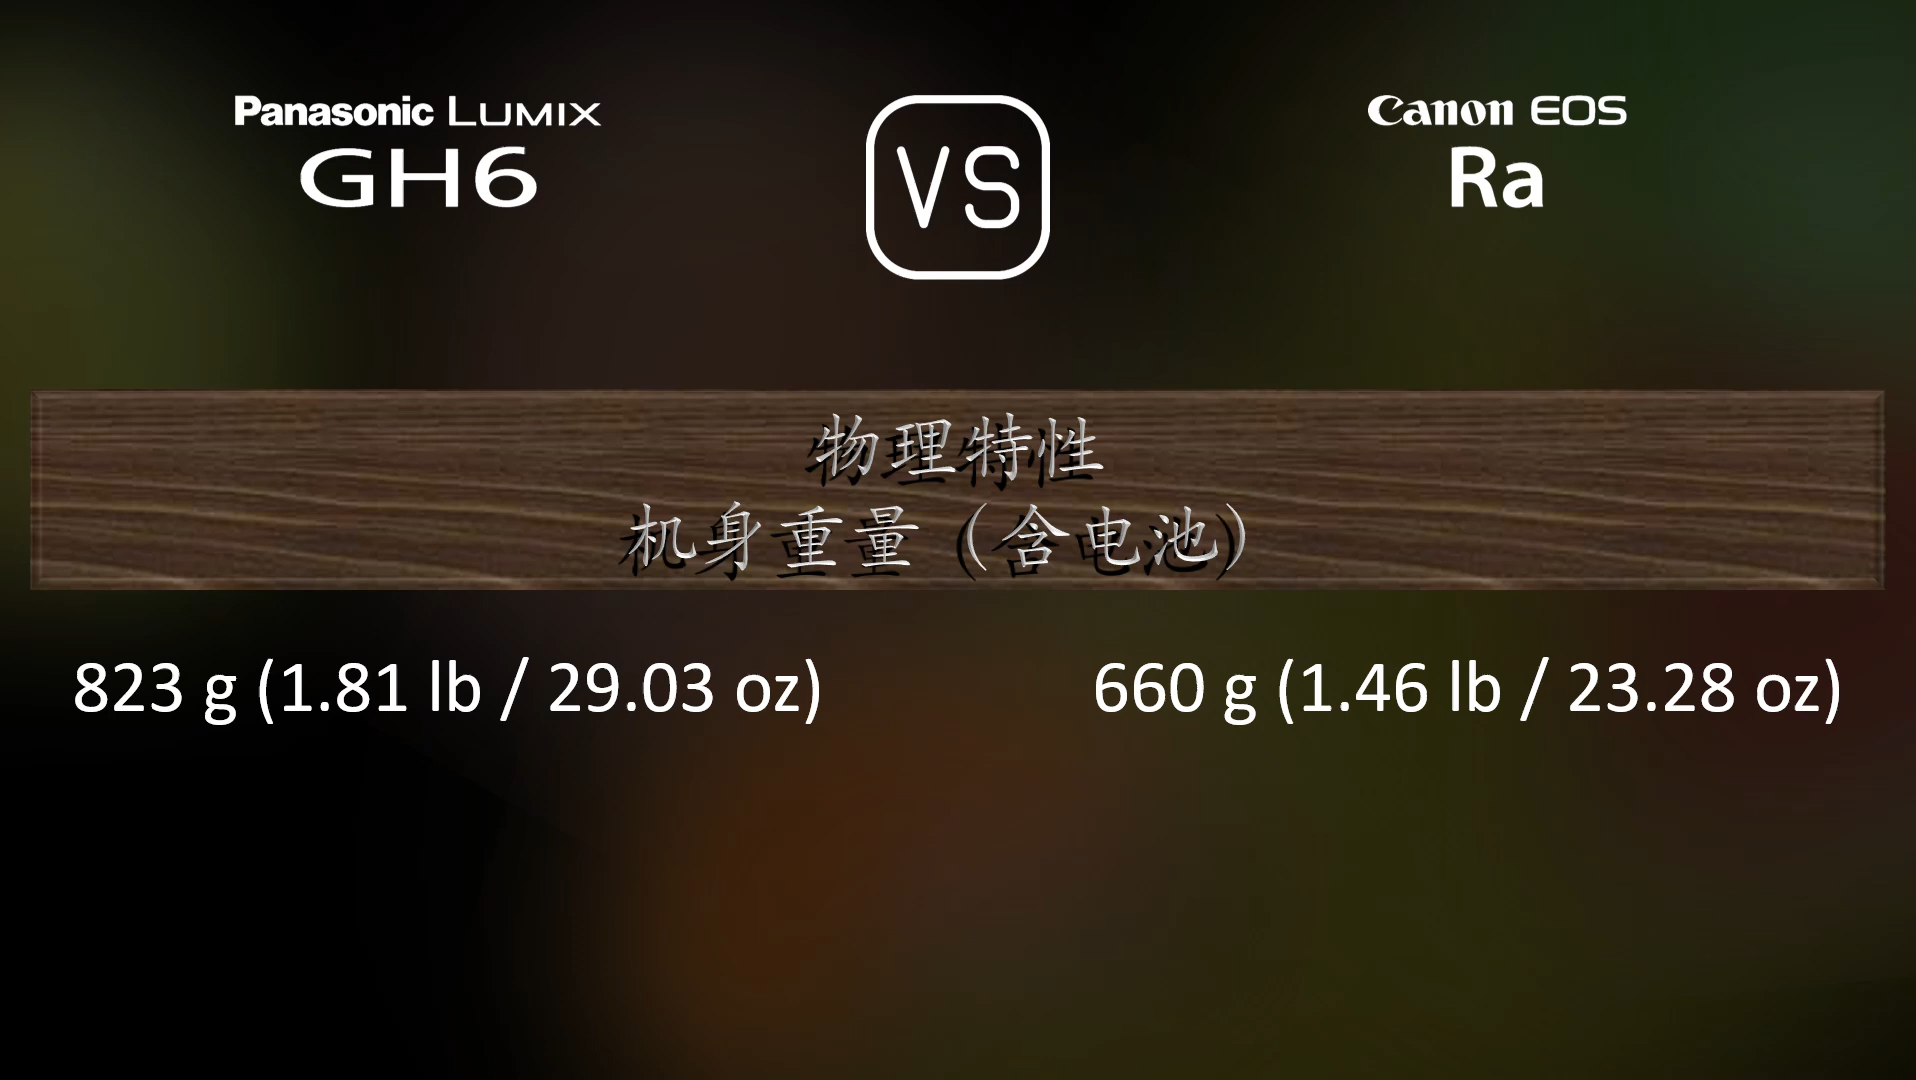 Panasonic LUMIX
GH6
VS
Canon EOS
Ra
物理特性
机身重量（含电池）
823 g (1.81 lb / 29.03 oz)
660 g (1.46 lb / 23.28 oz)